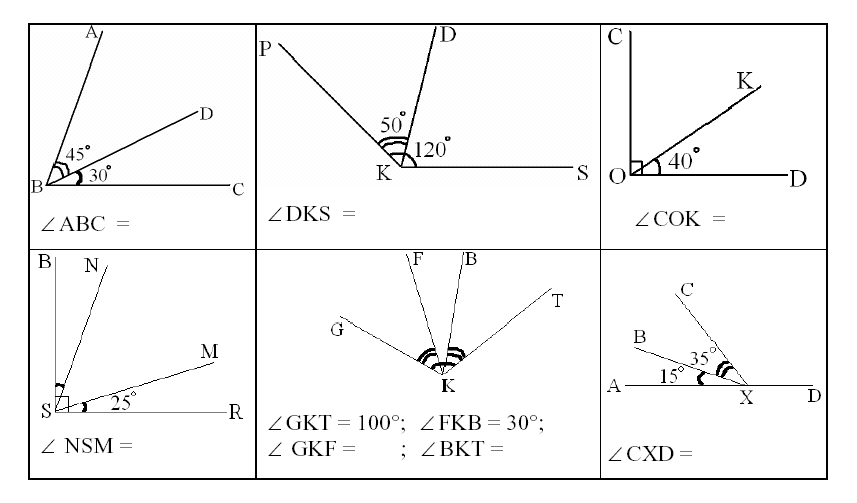 A
D
45°
30°
B
C
∠ABC =
P
D
50°
120°
K
S
∠DKS =
C
K
40°
O
D
∠COK =
B
N
M
25°
S
R
∠ NSM =
F
B
G
T
K
∠GKT = 100°; ∠FKB = 30°;
∠ GKF = ; ∠BKT =
C
B
35°
15°
A
X
D
∠CXD =